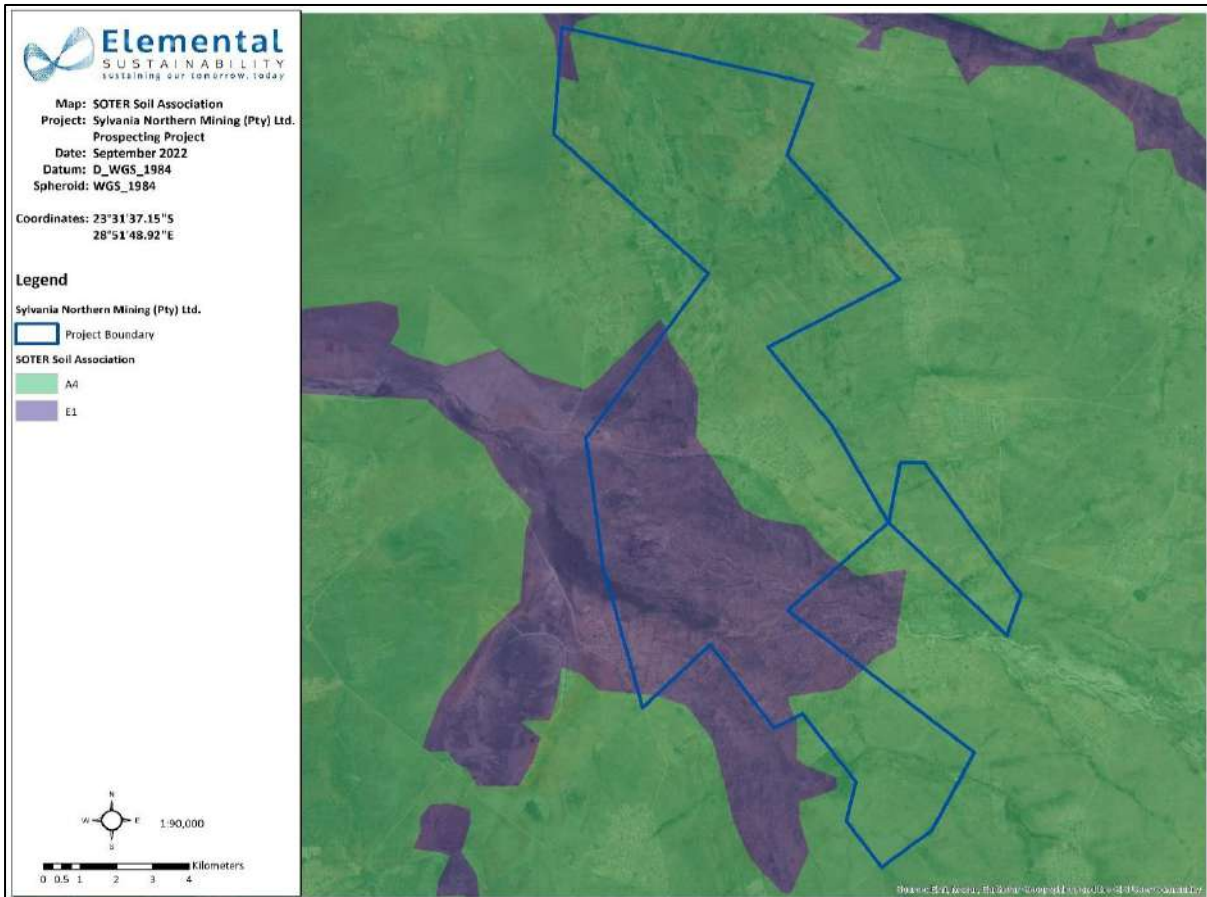 Elemental
SUSTAINABILITY
sustaining our tomorrow, today
Map: SOTER Soil Association
Project: Sylvania Northern Mining (Pty) Ltd.
Prospecting Project
Date: September 2022
Datum: D_WGS_1984
Spheroid: WGS_1984
Coordinates: 23°31'37.15"S
28°51'48.92"E
Legend
Sylvania Northern Mining (Pty) Ltd.
Project Boundary
SOTER Soil Association
A4
E1
N
W E
S
1:90,000
Kilometers
0 0.5 1 2 3 4